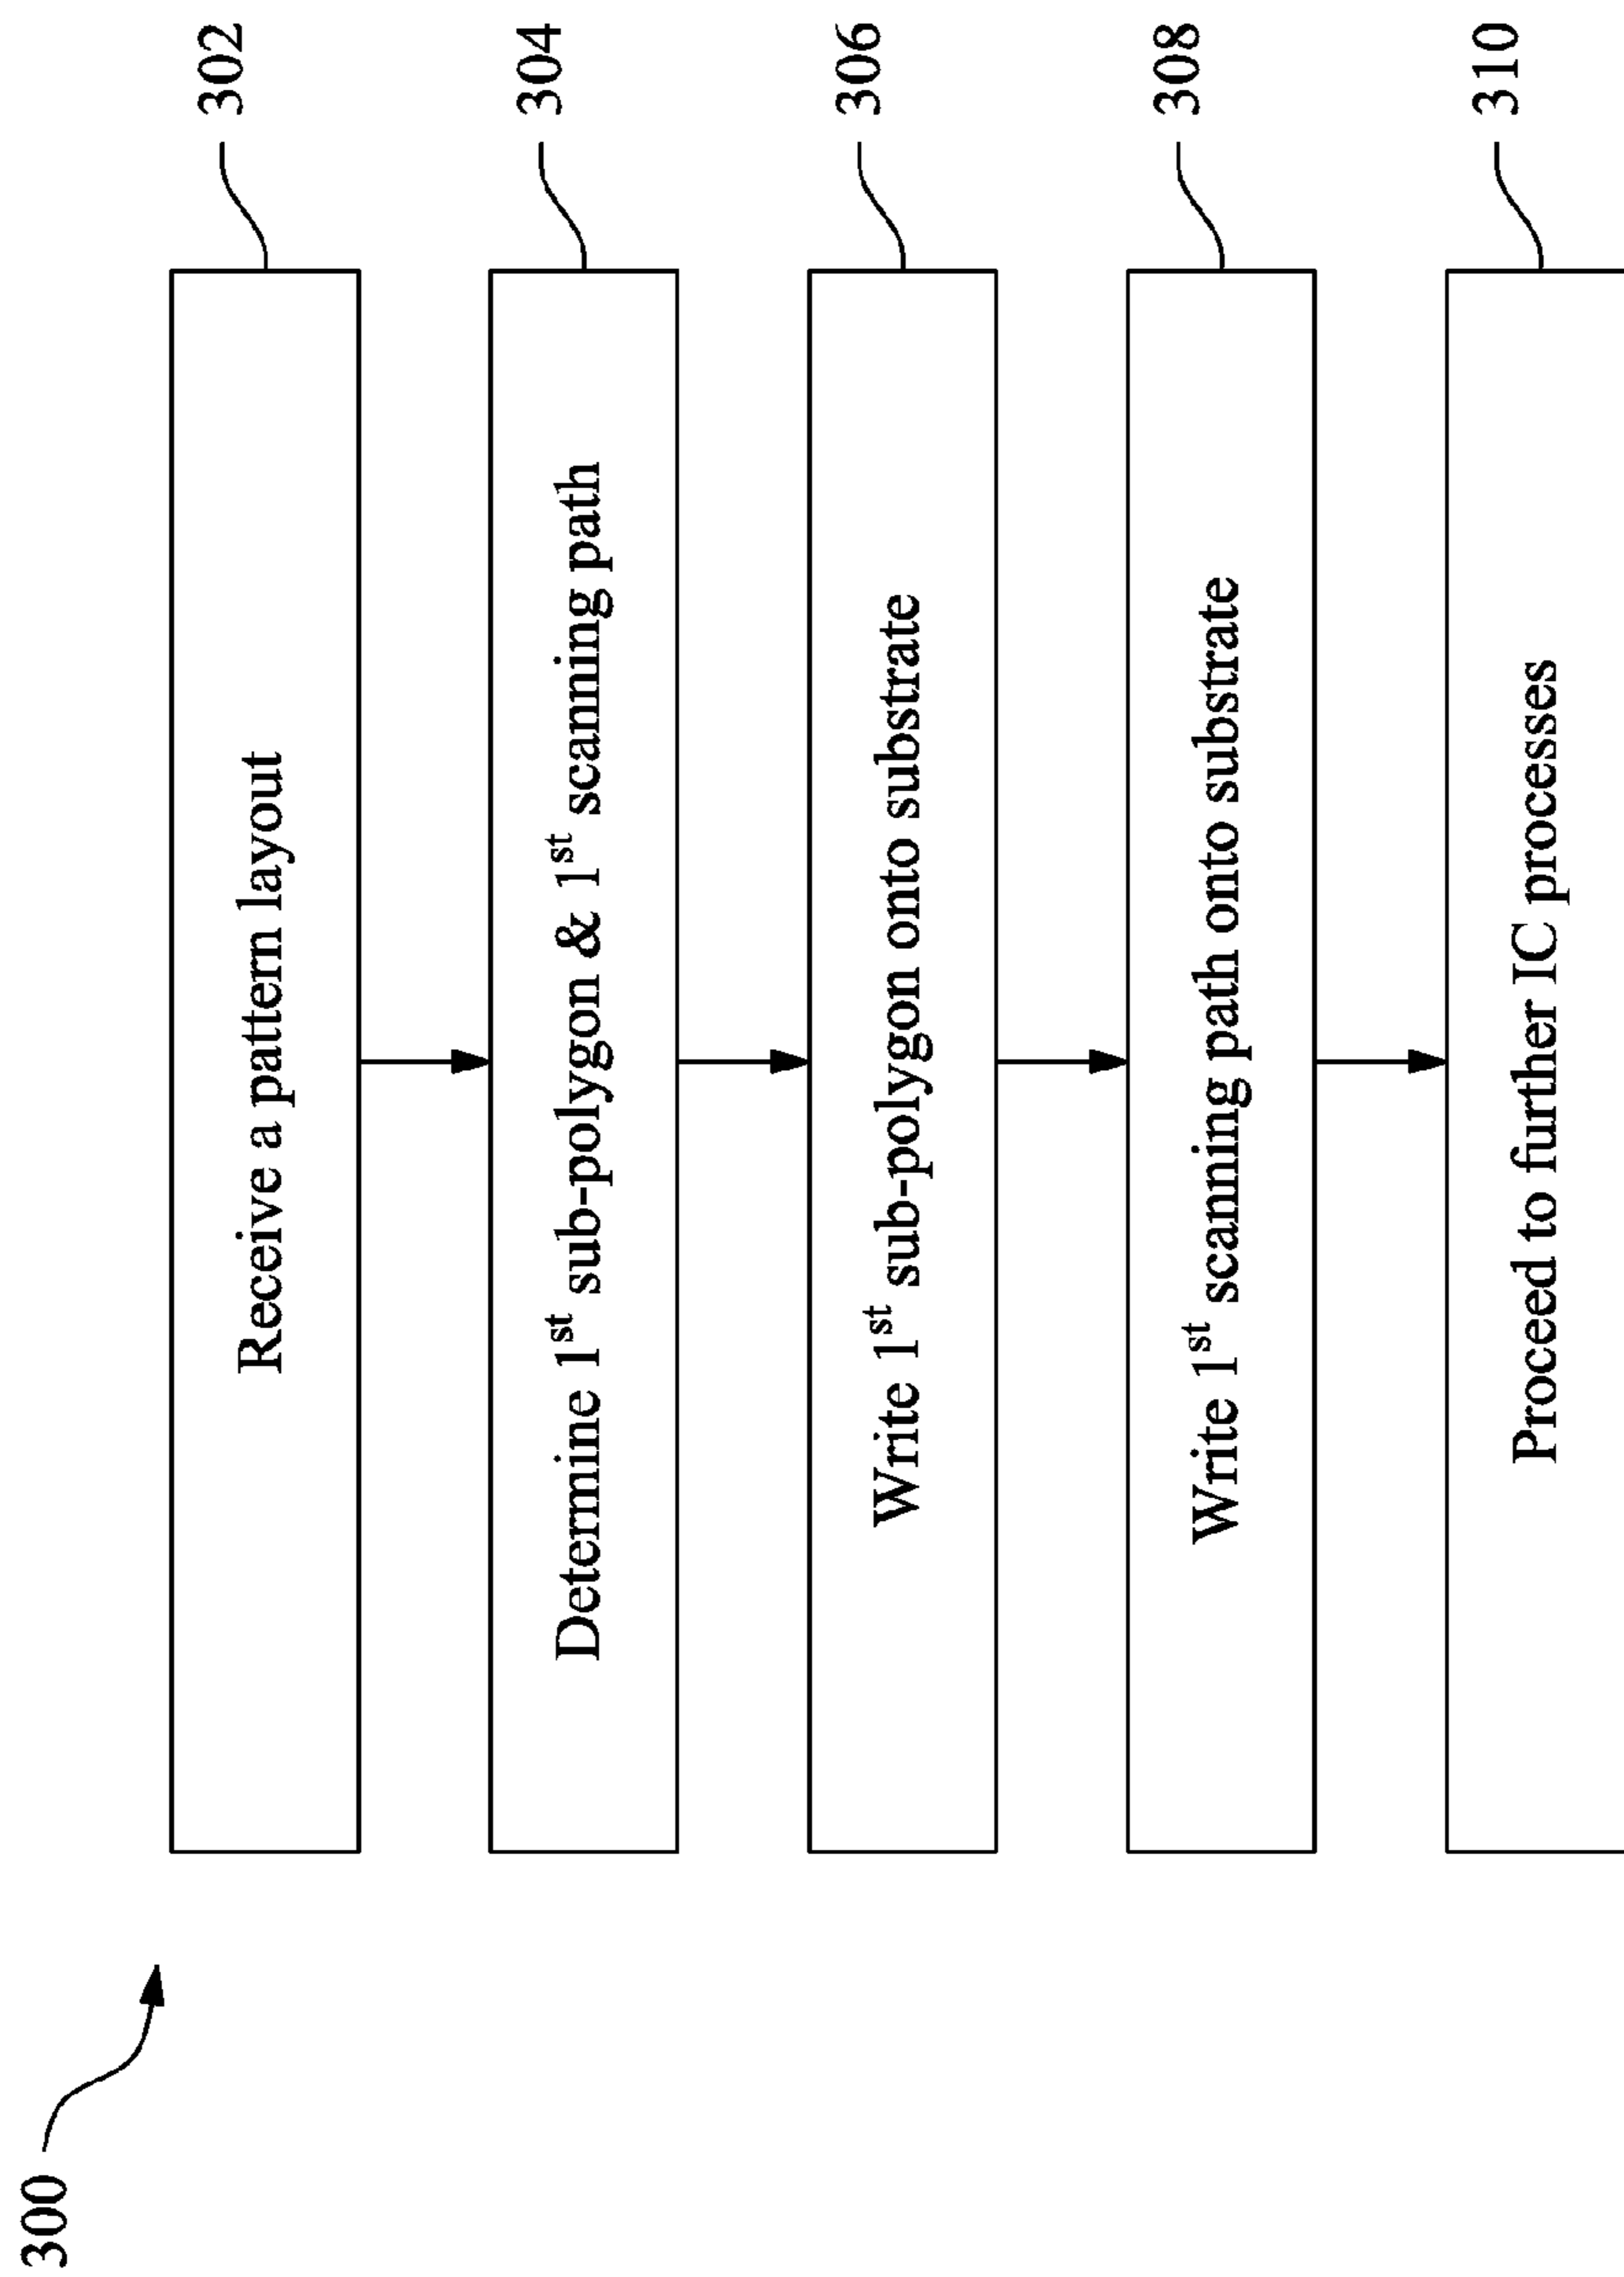 300
Receive a pattern layout
302
Determine 1st sub-polygon & 1st scanning path
304
Write 1st sub-polygon onto substrate
306
Write 1st scanning path onto substrate
308
Proceed to further IC processes
310